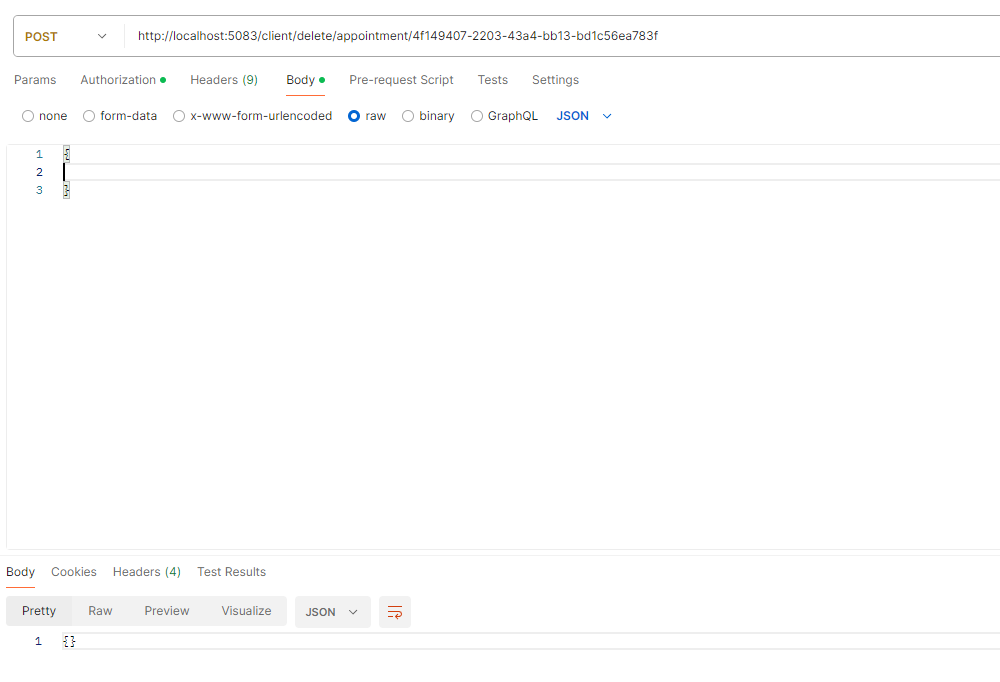 POST http://localhost:5083/client/delete/appointment/4f149407-2203-43a4-bb13-bd1c56ea783f
Params Authorization Headers (9) Body Pre-request Script Tests Settings
none form-data x-www-form-urlencoded raw binary GraphQL JSON
1 {
2
3 }
Body Cookies Headers (4) Test Results
Pretty Raw Preview Visualize JSON
1 {}